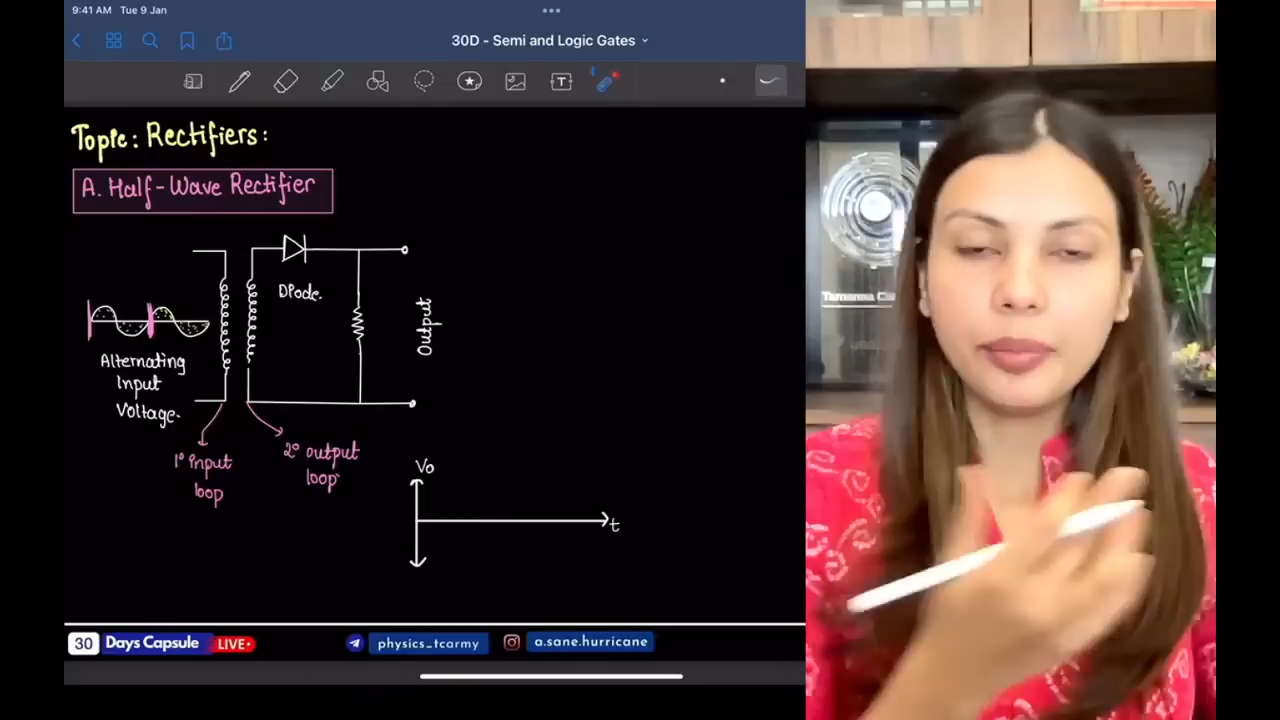 9:41 AM Tue 9 Jan
30D - Semi and Logic Gates
Topic: Rectifiers:
A. Half-Wave Rectifier
Diode.
Output
Alternating
Input
Voltage.
1° input
loop
2° output
loop
Vo
t
30 Days Capsule LIVE
physics_tcarmy
a.sane.hurricane